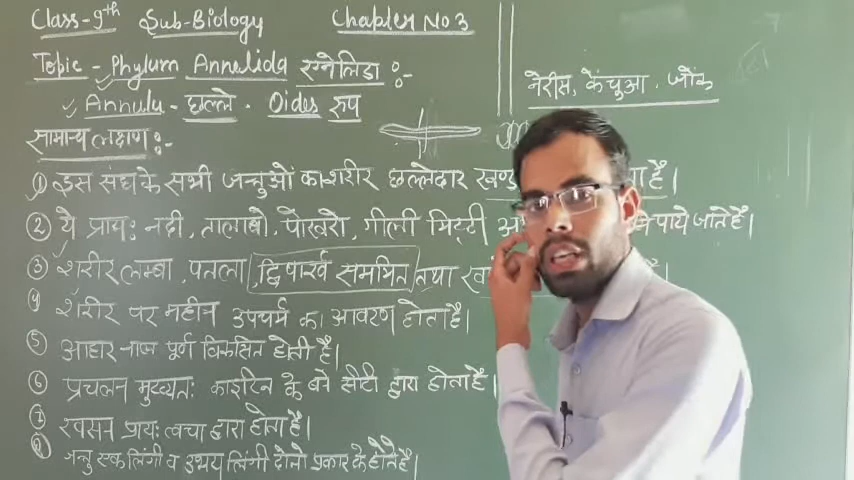 Class-9th Sub-Biology Chapter No 3
Topic - Phylum Annelida एनेलिडा :-
Annulu - छल्ले . Oides रुप
नेरीस, केंचुआ, जोंक
सामान्य लक्षण :-
① इस संघ के सभी जन्तुओं का शरीर छल्लेदार खण्ड है।
② ये प्रायः नदी, तालाबो, पोखरो, गीली मिट्टी पाये जाते है।
③ शरीर लम्बा, पतला, द्विपार्श्व सममित तथा है।
④ शरीर पर महीन उपचर्म का आवरण होता है।
⑤ आहार नाल पूर्ण विकसित होती है।
⑥ प्रचलन मुख्यतः काइटिन के बने सीटी द्वारा होता है।
⑦ श्वसन प्रायः त्वचा द्वारा होता है।
⑧ जन्तु एक लिंगी व उभय लिंगी दोनो प्रकार के होते है।